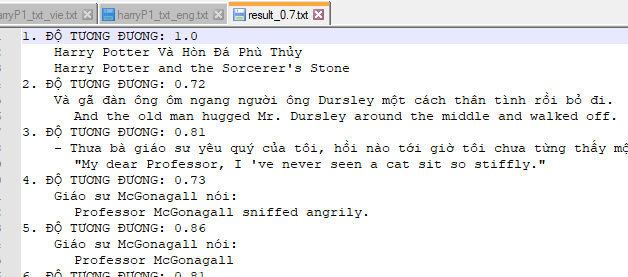 arryP1_txt_vie.txt harryP1_txt_eng.txt result_0.7.txt
1. ĐỘ TƯƠNG ĐƯƠNG: 1.0
Harry Potter Và Hòn Đá Phù Thủy
Harry Potter and the Sorcerer's Stone
2. ĐỘ TƯƠNG ĐƯƠNG: 0.72
Và gã đàn ông ôm ngang người ông Dursley một cách thân tình rồi bỏ đi.
And the old man hugged Mr. Dursley around the middle and walked off.
3. ĐỘ TƯƠNG ĐƯƠNG: 0.81
- Thưa bà giáo sư yêu quý của tôi, hồi nào tới giờ tôi chưa từng thấy mộ
"My dear Professor, I 've never seen a cat sit so stiffly."
4. ĐỘ TƯƠNG ĐƯƠNG: 0.73
Giáo sư McGonagall nói:
Professor McGonagall sniffed angrily.
5. ĐỘ TƯƠNG ĐƯƠNG: 0.86
Giáo sư McGonagall nói:
Professor McGonagall
6. ĐỘ TƯƠNG ĐƯƠNG: 0.81